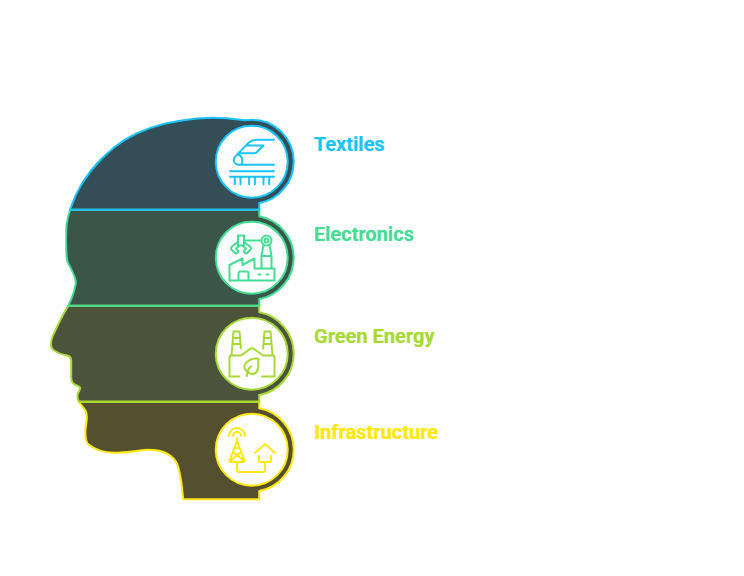 Textiles
Electronics
Green Energy
Infrastructure